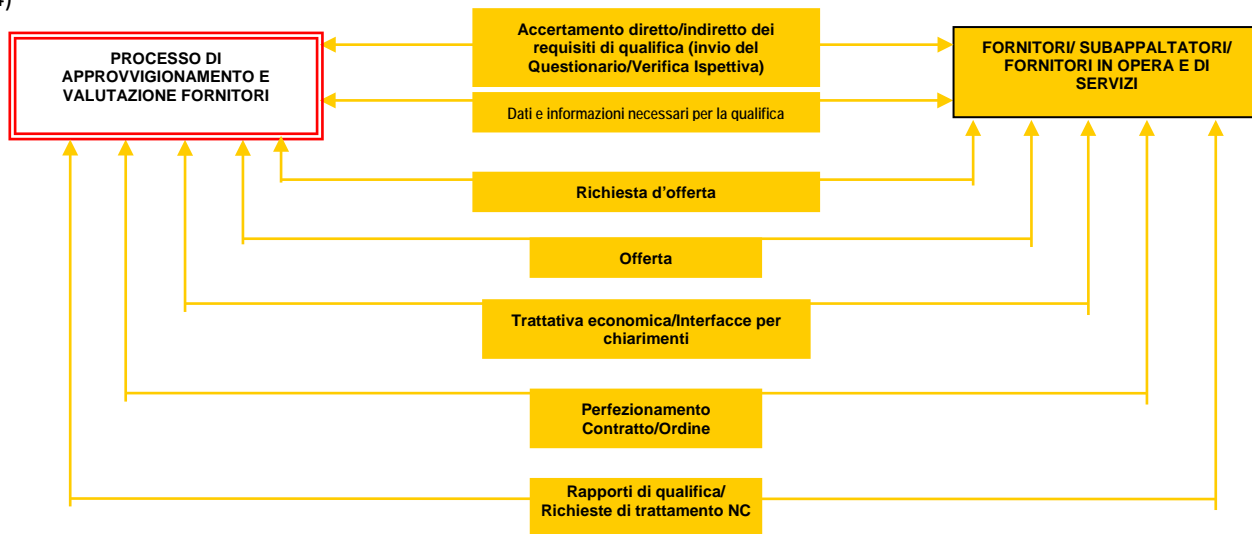 4)
PROCESSO DI
APPROVVIGIONAMENTO E
VALUTAZIONE FORNITORI
Accertamento diretto/indiretto dei
requisiti di qualifica (invio del
Questionario/Verifica Ispettiva)
FORNITORI/ SUBAPPALTATORI/
FORNITORI IN OPERA E DI
SERVIZI
Dati e informazioni necessari per la qualifica
Richiesta d'offerta
Offerta
Trattativa economica/Interfacce per
chiarimenti
Perfezionamento
Contratto/Ordine
Rapporti di qualifica/
Richieste di trattamento NC